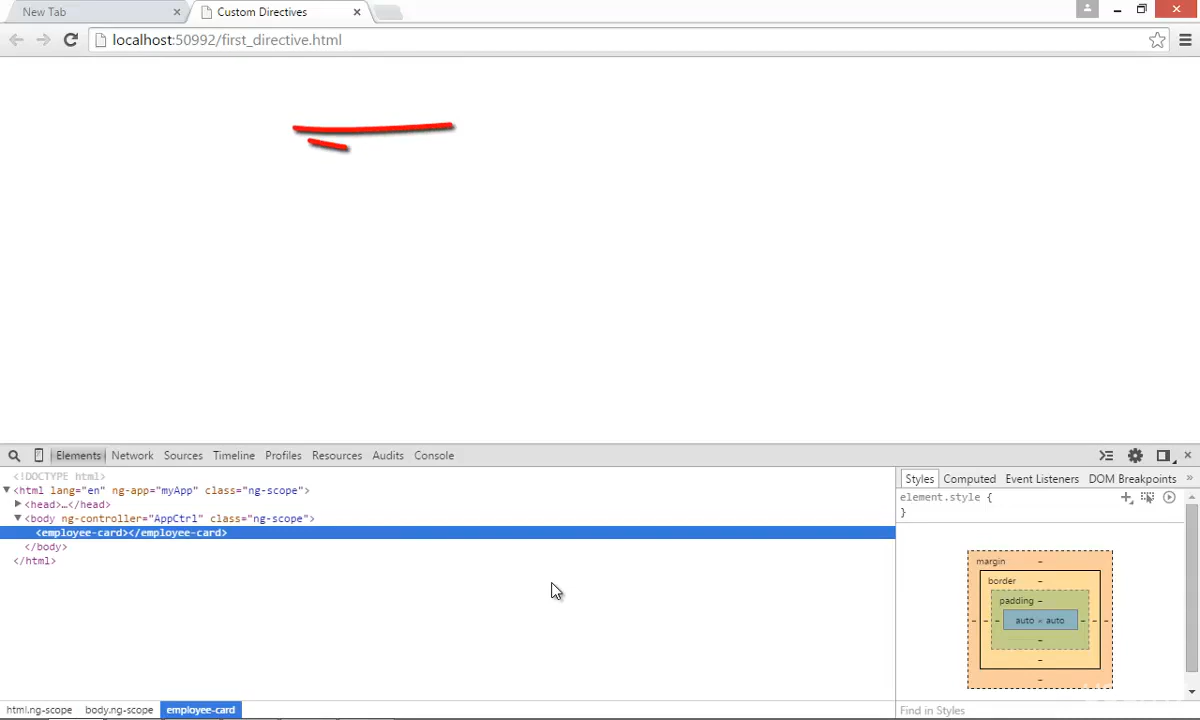 New Tab
Custom Directives
localhost:50992/first_directive.html
Elements Network Sources Timeline Profiles Resources Audits Console
<!DOCTYPE html>
<html lang="en" ng-app="myApp" class="ng-scope">
<head>…</head>
<body ng-controller="AppCtrl" class="ng-scope">
<employee-card></employee-card>
</body>
</html>
Styles Computed Event Listeners DOM Breakpoints »
element.style {
}
margin –
border –
padding –
– – – auto × auto – – –
–
–
–
html.ng-scope body.ng-scope employee-card
Find in Styles